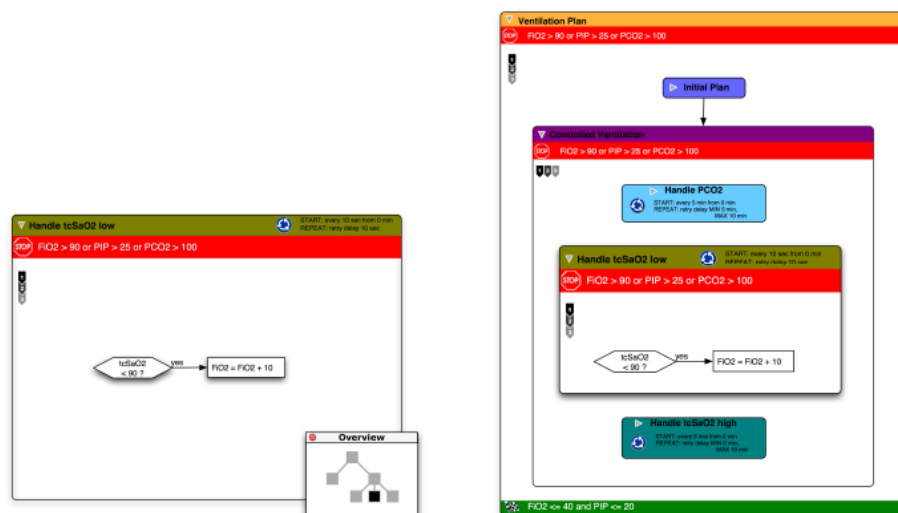 Handle tcSaO2 low
START: every 10 sec from 0 min
REPEAT: retry delay 10 sec
STOP
FiO2 > 90 or PIP > 25 or PCO2 > 100
tcSaO2
< 90 ?
yes
FiO2 = FiO2 + 10
Overview
Ventilation Plan
STOP
FiO2 > 90 or PIP > 25 or PCO2 > 100
Initial Plan
Controlled Ventilation
STOP
FiO2 > 90 or PIP > 25 or PCO2 > 100
Handle PCO2
START: every 5 min from 0 min
REPEAT: retry delay MIN 5 min,
MAX 10 min
Handle tcSaO2 low
START: every 10 sec from 0 min
REPEAT: retry delay 10 sec
STOP
FiO2 > 90 or PIP > 25 or PCO2 > 100
tcSaO2
< 90 ?
yes
FiO2 = FiO2 + 10
Handle tcSaO2 high
START: every 5 min from 0 min
REPEAT: retry delay MIN 2 min,
MAX 10 min
FiO2 <= 40 and PIP <= 20